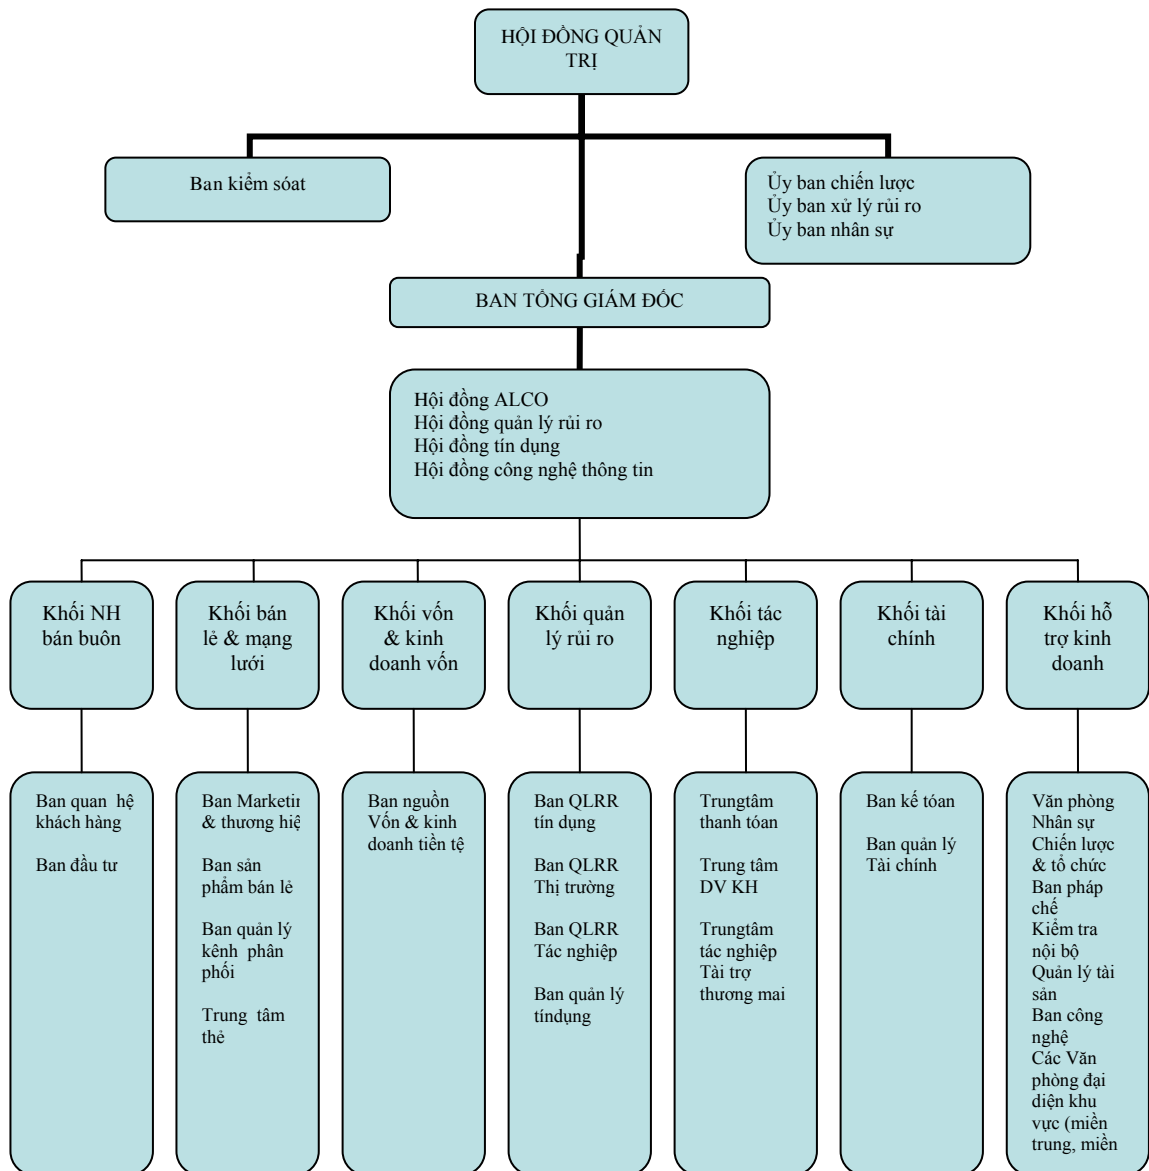 HỘI ĐỒNG QUẢN
TRỊ
Ban kiểm sóat
Ủy ban chiến lược
Ủy ban xử lý rủi ro
Ủy ban nhân sự
BAN TỔNG GIÁM ĐỐC
Hội đồng ALCO
Hội đồng quản lý rủi ro
Hội đồng tín dụng
Hội đồng công nghệ thông tin
Khối NH
bán buôn
Khối bán
lẻ & mạng
lưới
Khối vốn
& kinh
doanh vốn
Khối quản
lý rủi ro
Khối tác
nghiệp
Khối tài
chính
Khối hỗ
trợ kinh
doanh
Ban quan hệ
khách hàng
Ban đầu tư
Ban Marketin
& thương hiệ
Ban sản
phẩm bán lẻ
Ban quản lý
kênh phân
phối
Trung tâm
thẻ
Ban nguồn
Vốn & kinh
doanh tiền tệ
Ban QLRR
tín dụng
Ban QLRR
Thị trường
Ban QLRR
Tác nghiệp
Ban quản lý
tíndụng
Trungtâm
thanh tóan
Trung tâm
DV KH
Trungtâm
tác nghiệp
Tài trợ
thương mai
Ban kế tóan
Ban quản lý
Tài chính
Văn phòng
Nhân sự
Chiến lược
& tổ chức
Ban pháp
chế
Kiểm tra
nội bộ
Quản lý tài
sản
Ban công
nghệ
Các Văn
phòng đại
diện khu
vực (miền
trung, miền